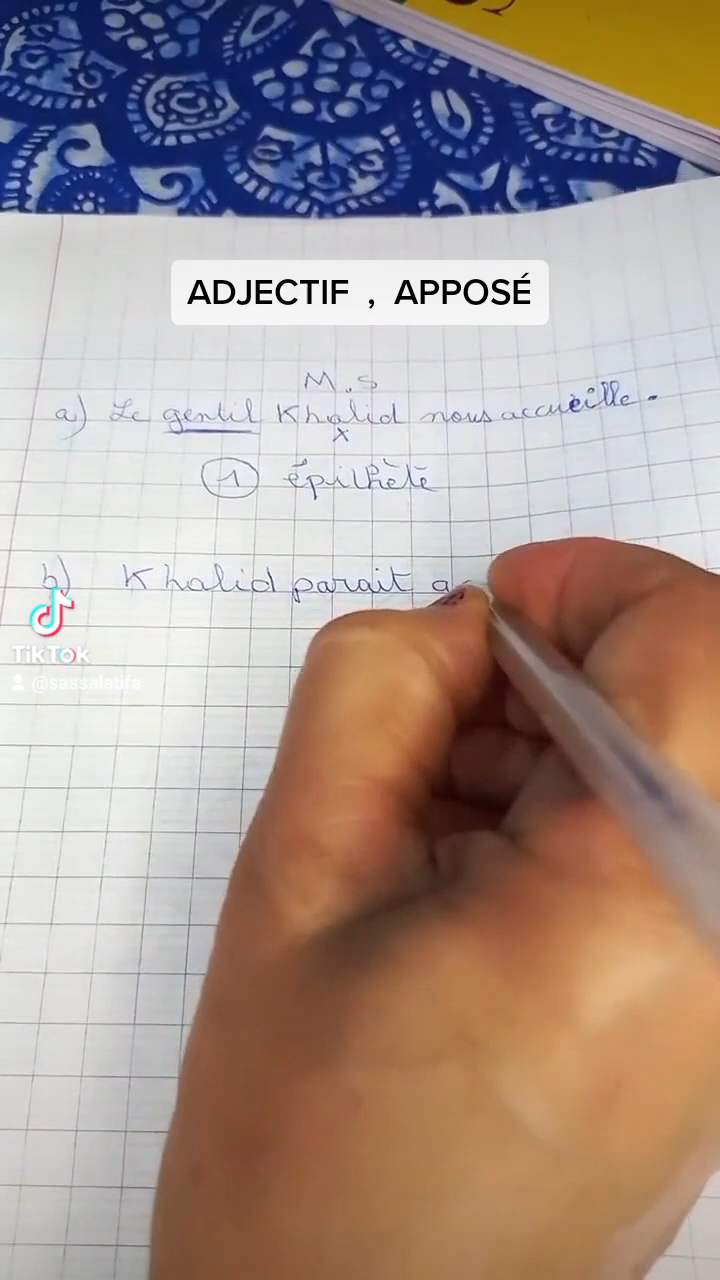 ADJECTIF , APPOSÉ
M.S
a) Le gentil Khalid nous accueille.
x
1 épithète
b) Khalid parait g
TikTok
@sassalatifa